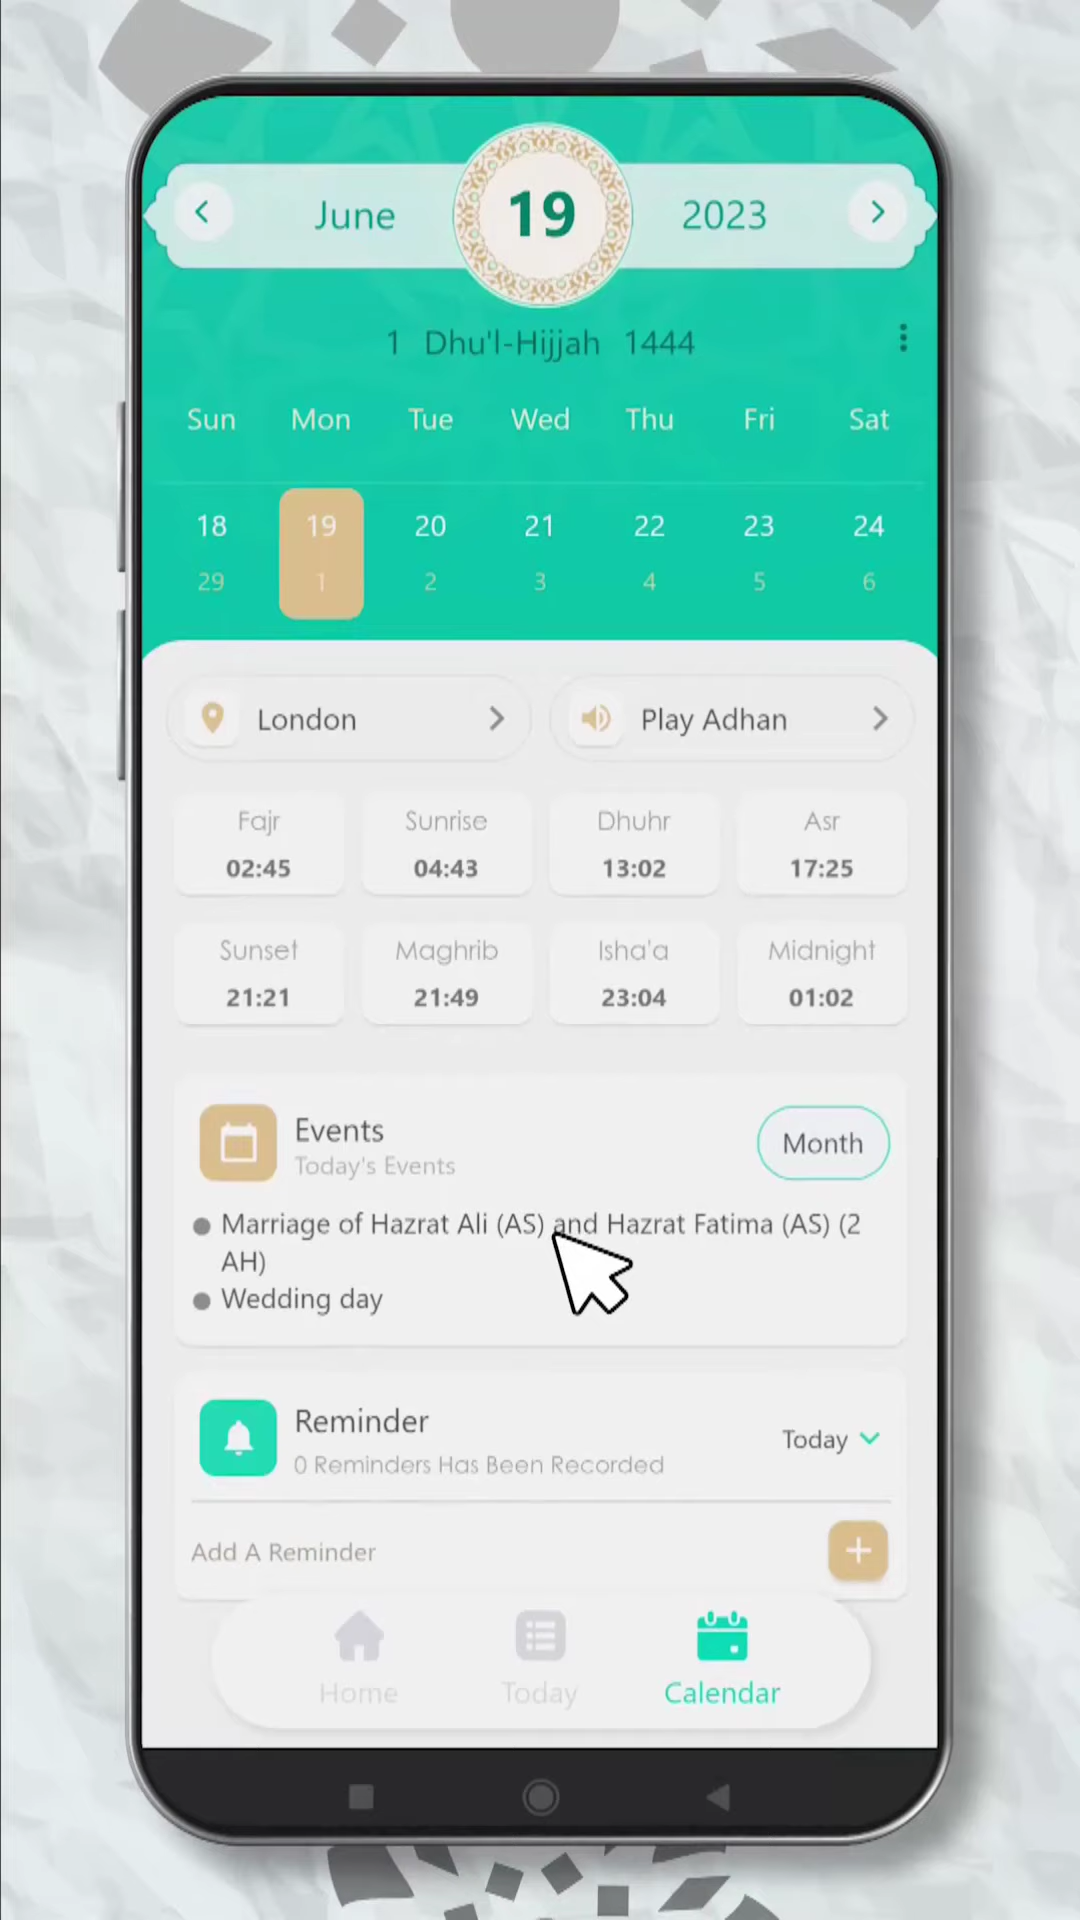 June 19 2023
1 Dhu'l-Hijjah 1444
Sun Mon Tue Wed Thu Fri Sat
18 19 20 21 22 23 24
29 1 2 3 4 5 6
London Play Adhan
Fajr Sunrise Dhuhr Asr
02:45 04:43 13:02 17:25
Sunset Maghrib Isha'a Midnight
21:21 21:49 23:04 01:02
Events
Today's Events
Month
Marriage of Hazrat Ali (AS) and Hazrat Fatima (AS) (2
AH)
Wedding day
Reminder
0 Reminders Has Been Recorded
Today
Add A Reminder
Home Today Calendar